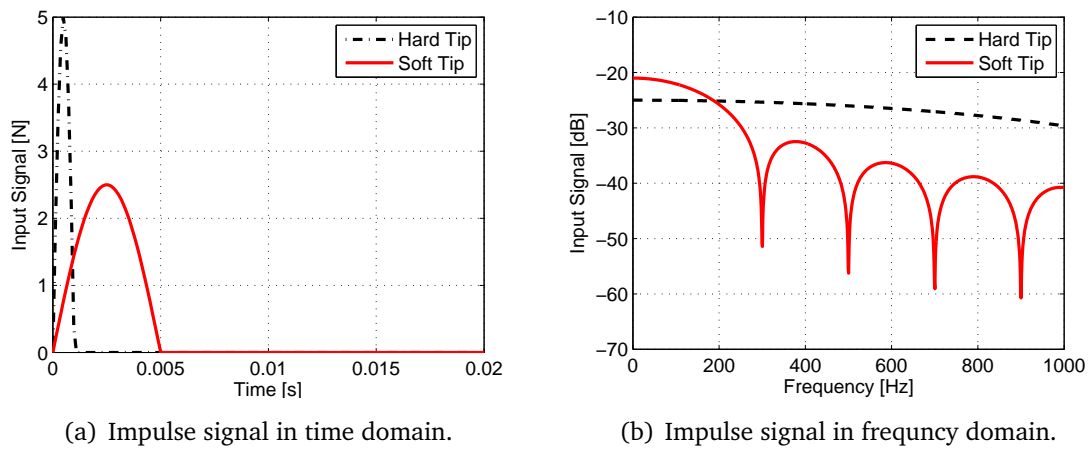 5
4
3
2
1
0
0
0.005
0.01
0.015
0.02
Input Signal [N]
Time [s]
Hard Tip
Soft Tip
(a) Impulse signal in time domain.
−10
−20
−30
−40
−50
−60
−70
0
200
400
600
800
1000
Input Signal [dB]
Frequency [Hz]
Hard Tip
Soft Tip
(b) Impulse signal in frequncy domain.